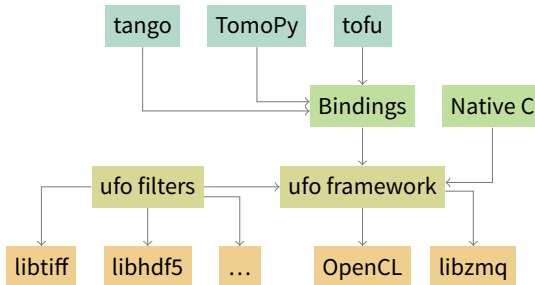 tango TomoPy tofu
Bindings Native C
ufo filters ufo framework
libtiff libhdf5 ... OpenCL libzmq